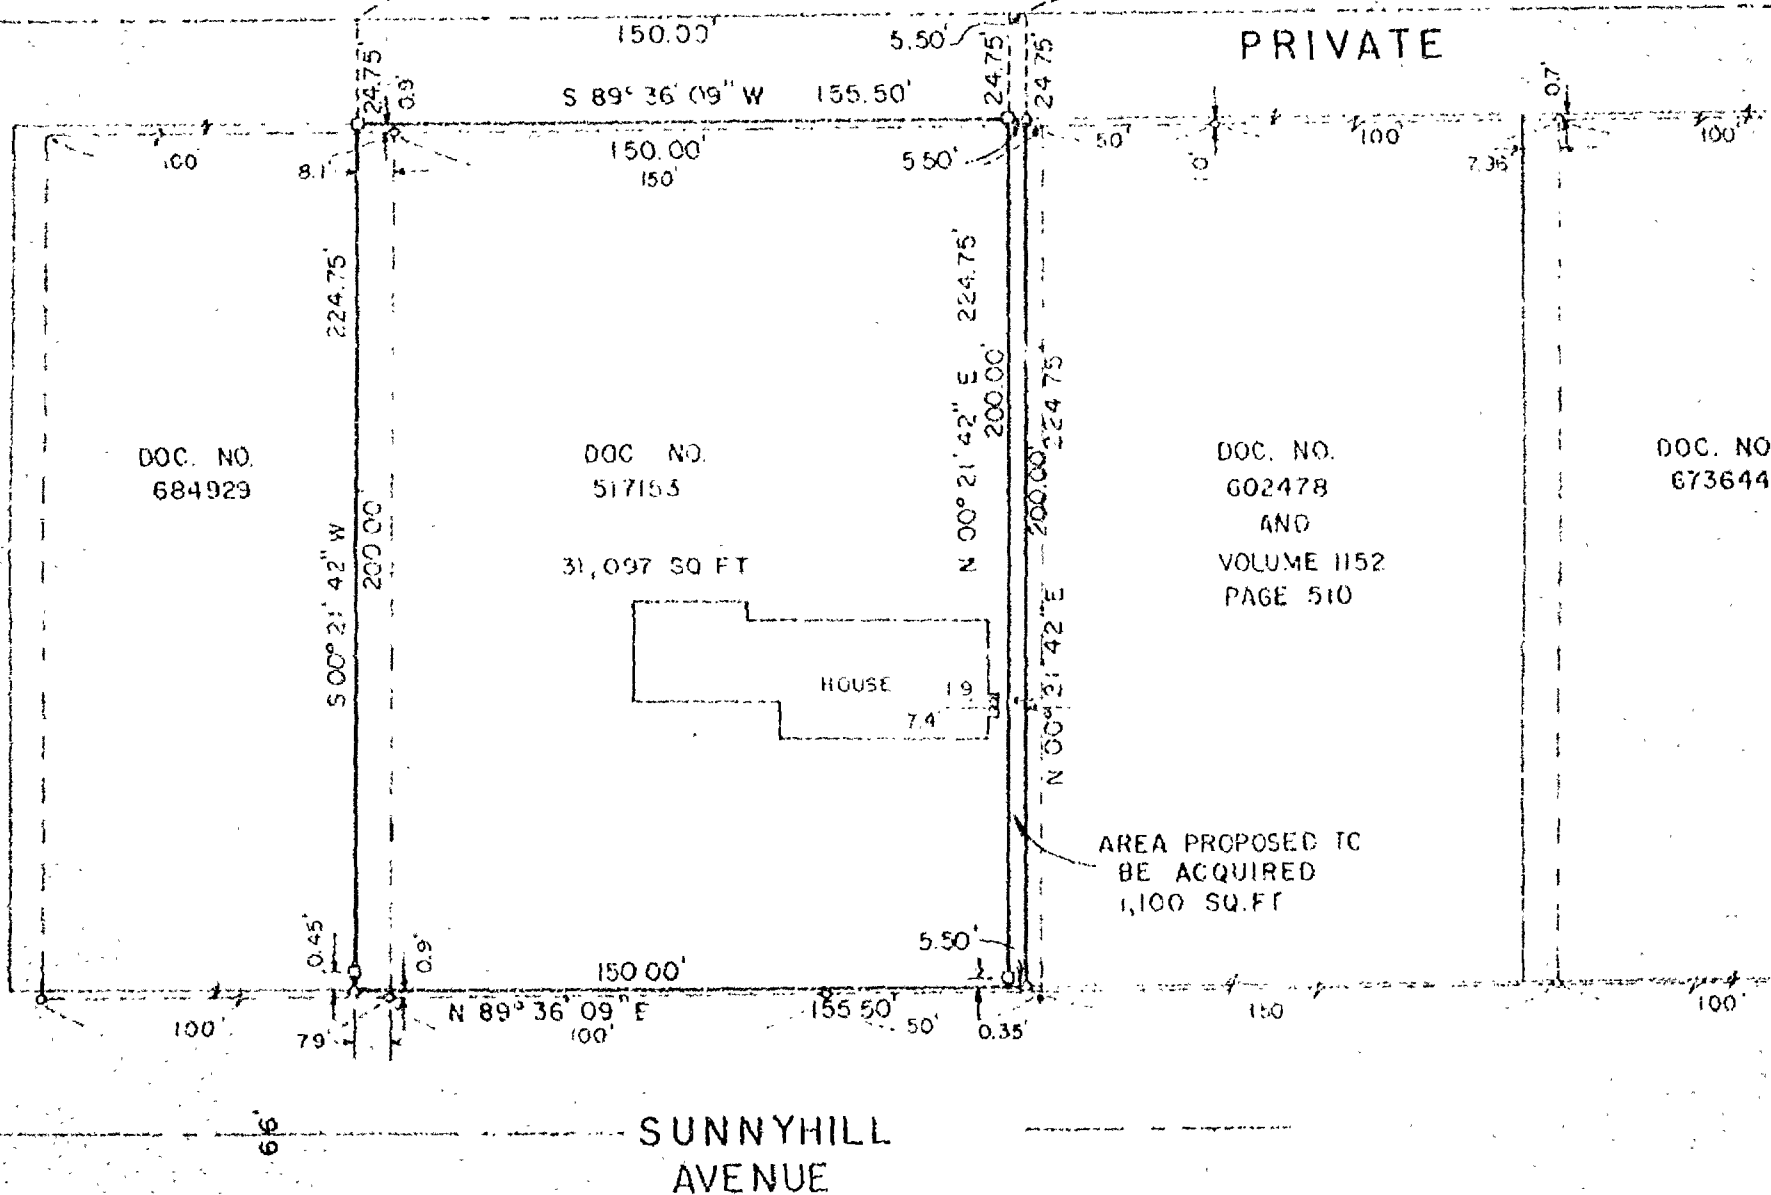 150.00'
5.50'
PRIVATE
24.75'
0.9'
24.75'
24.75'
0.7'
S 89° 36' 09" W 155.50'
100'
8.1'
150.00'
150'
5.50'
50'
100'
7.96'
100'
224.75'
N 00° 21' 42" E 224.75'
200.00'
224.75'
200.00'
N 00° 21' 42" E
S 00° 21' 42" W
200.00'
DOC. NO.
684929
DOC NO.
517153
31,097 SQ FT
DOC. NO.
602478
AND
VOLUME 1152
PAGE 510
DOC. NO
673644
HOUSE
1.9
7.4'
AREA PROPOSED TO
BE ACQUIRED
1,100 SQ.FT
0.45'
0.9'
5.50'
150.00'
N 89° 36' 09" E
155.50'
100'
7.9
100'
50'
0.35'
150
100'
66'
SUNNYHILL
AVENUE